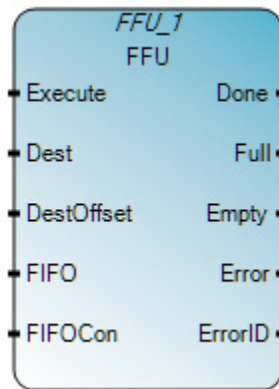 FFU_1
FFU
Execute Done
Dest Full
DestOffset Empty
FIFO Error
FIFOCon ErrorID